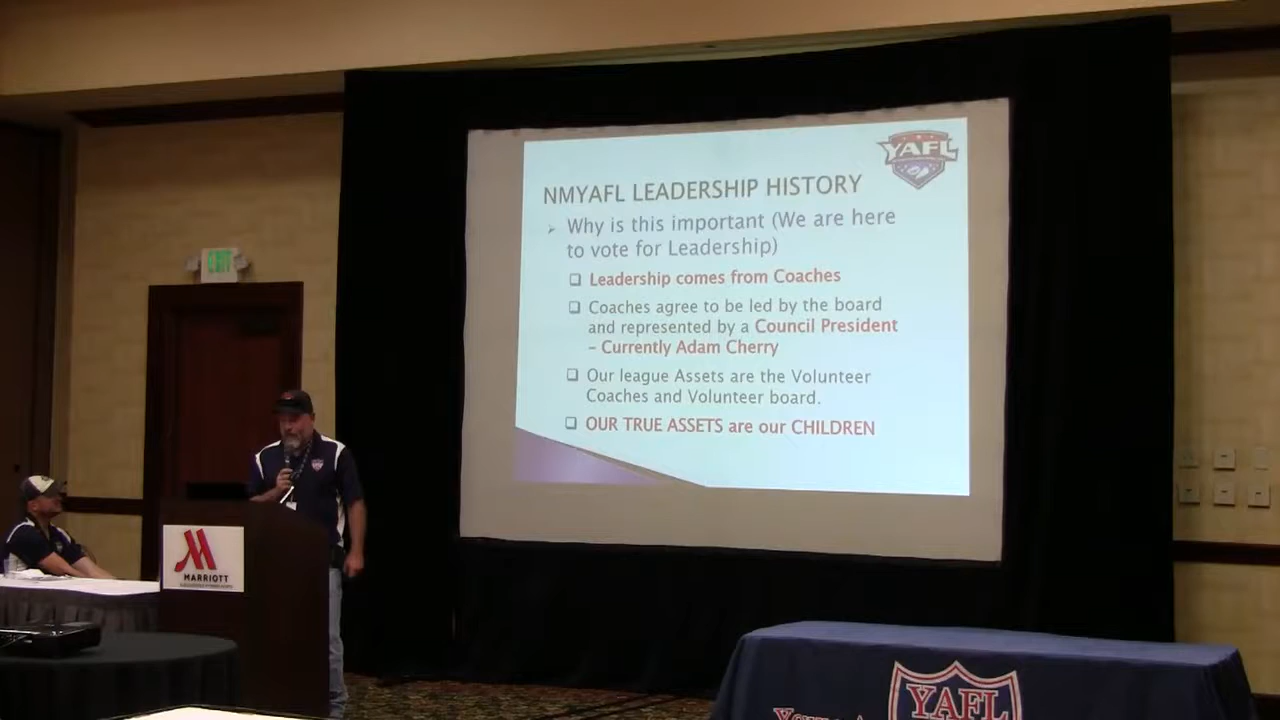 YAFL
NMYAFL LEADERSHIP HISTORY
Why is this important (We are here
to vote for Leadership)
Leadership comes from Coaches
Coaches agree to be led by the board
and represented by a Council President
– Currently Adam Cherry
Our league Assets are the Volunteer
Coaches and Volunteer board.
OUR TRUE ASSETS are our CHILDREN
EXIT
MARRIOTT
YAFL